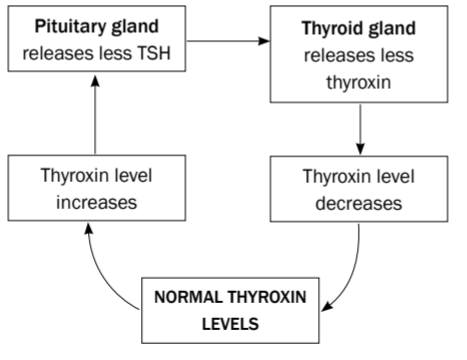 Pituitary gland
releases less TSH
Thyroid gland
releases less
thyroxin
Thyroxin level
increases
Thyroxin level
decreases
NORMAL THYROXIN
LEVELS